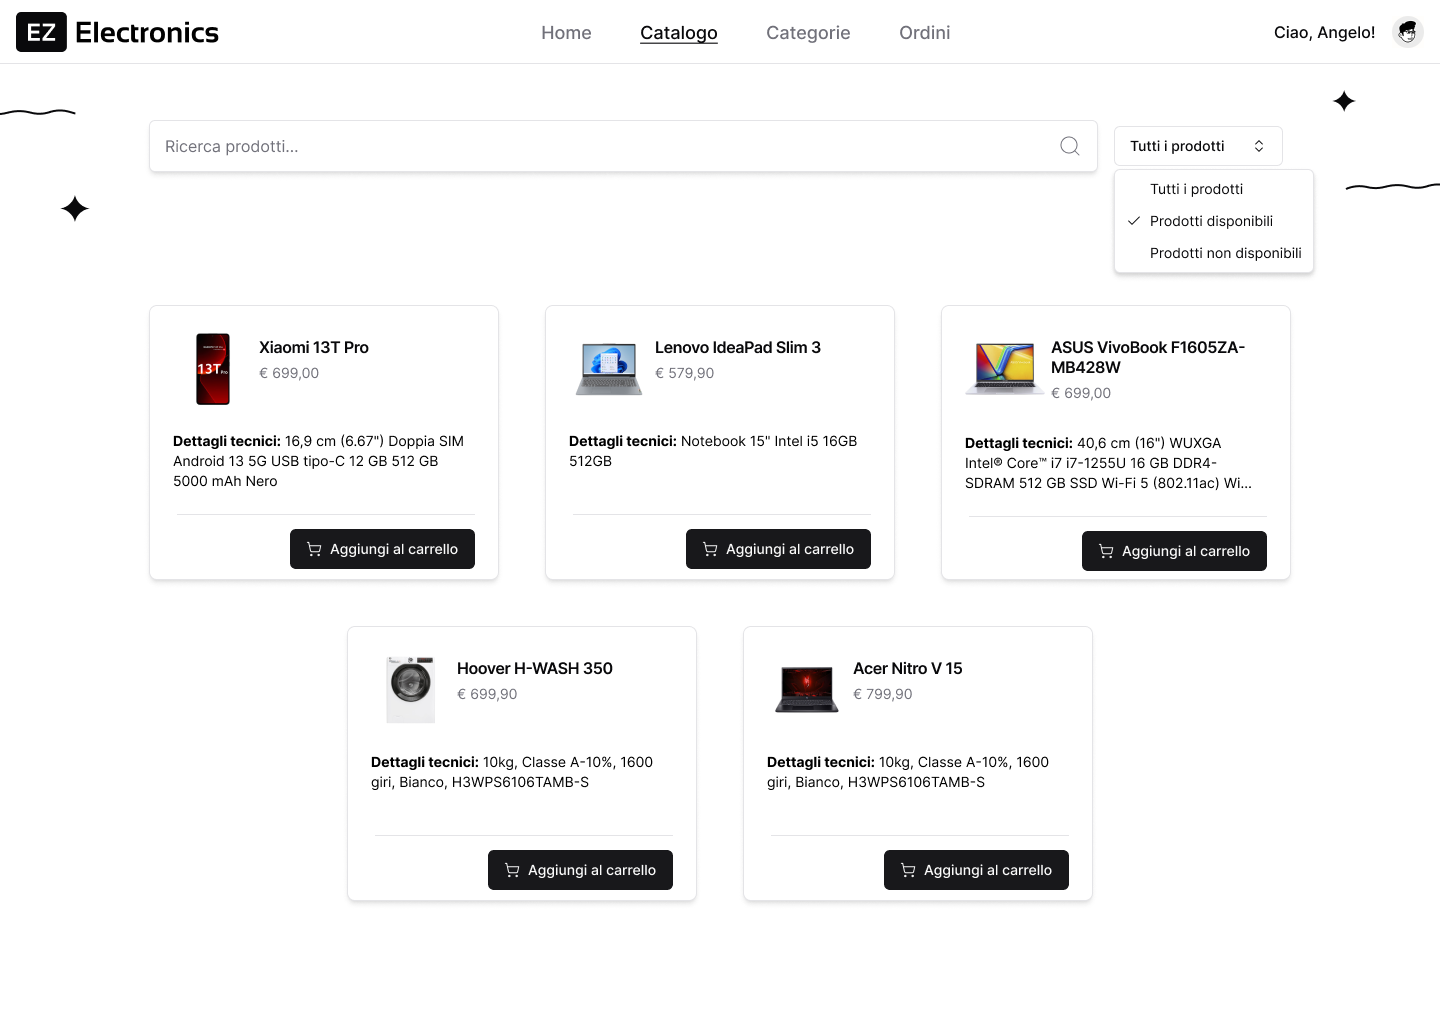 EZ Electronics
Home
Catalogo
Categorie
Ordini
Ciao, Angelo!
Ricerca prodotti...
Tutti i prodotti
Tutti i prodotti
Prodotti disponibili
Prodotti non disponibili
13T Pro
Xiaomi 13T Pro
€ 699,00
Dettagli tecnici: 16,9 cm (6.67") Doppia SIM
Android 13 5G USB tipo-C 12 GB 512 GB
5000 mAh Nero
Aggiungi al carrello
Lenovo IdeaPad Slim 3
€ 579,90
Dettagli tecnici: Notebook 15" Intel i5 16GB
512GB
Aggiungi al carrello
ASUS VivoBook F1605ZA-
MB428W
€ 699,00
Dettagli tecnici: 40,6 cm (16") WUXGA
Intel® Core™ i7 i7-1255U 16 GB DDR4-
SDRAM 512 GB SSD Wi-Fi 5 (802.11ac) Wi...
Aggiungi al carrello
Hoover H-WASH 350
€ 699,90
Dettagli tecnici: 10kg, Classe A-10%, 1600
giri, Bianco, H3WPS6106TAMB-S
Aggiungi al carrello
Acer Nitro V 15
€ 799,90
Dettagli tecnici: 10kg, Classe A-10%, 1600
giri, Bianco, H3WPS6106TAMB-S
Aggiungi al carrello